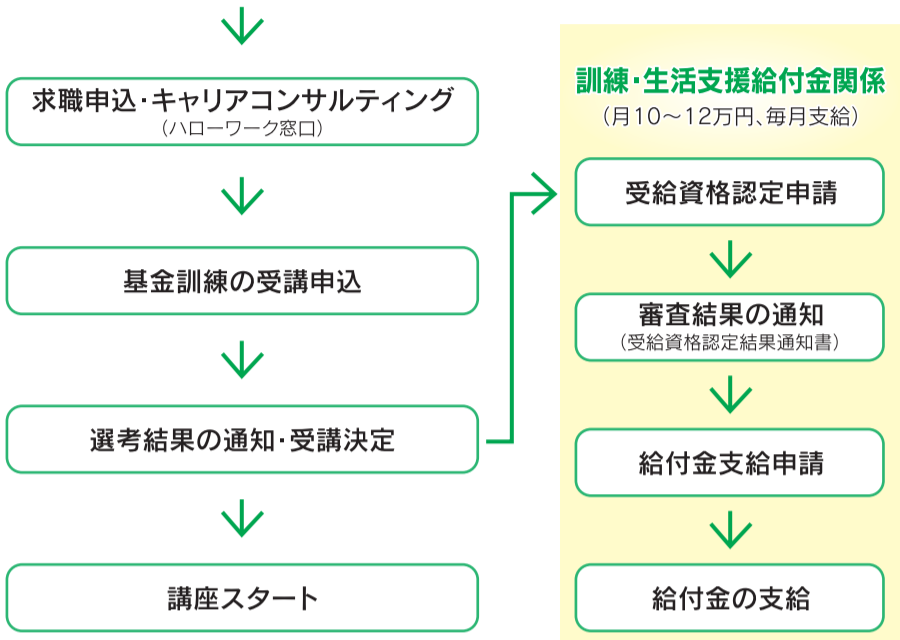 求職申込・キャリアコンサルティング
（ハローワーク窓口）
基金訓練の受講申込
選考結果の通知・受講決定
講座スタート
訓練・生活支援給付金関係
（月10～12万円、毎月支給）
受給資格認定申請
審査結果の通知
（受給資格認定結果通知書）
給付金支給申請
給付金の支給